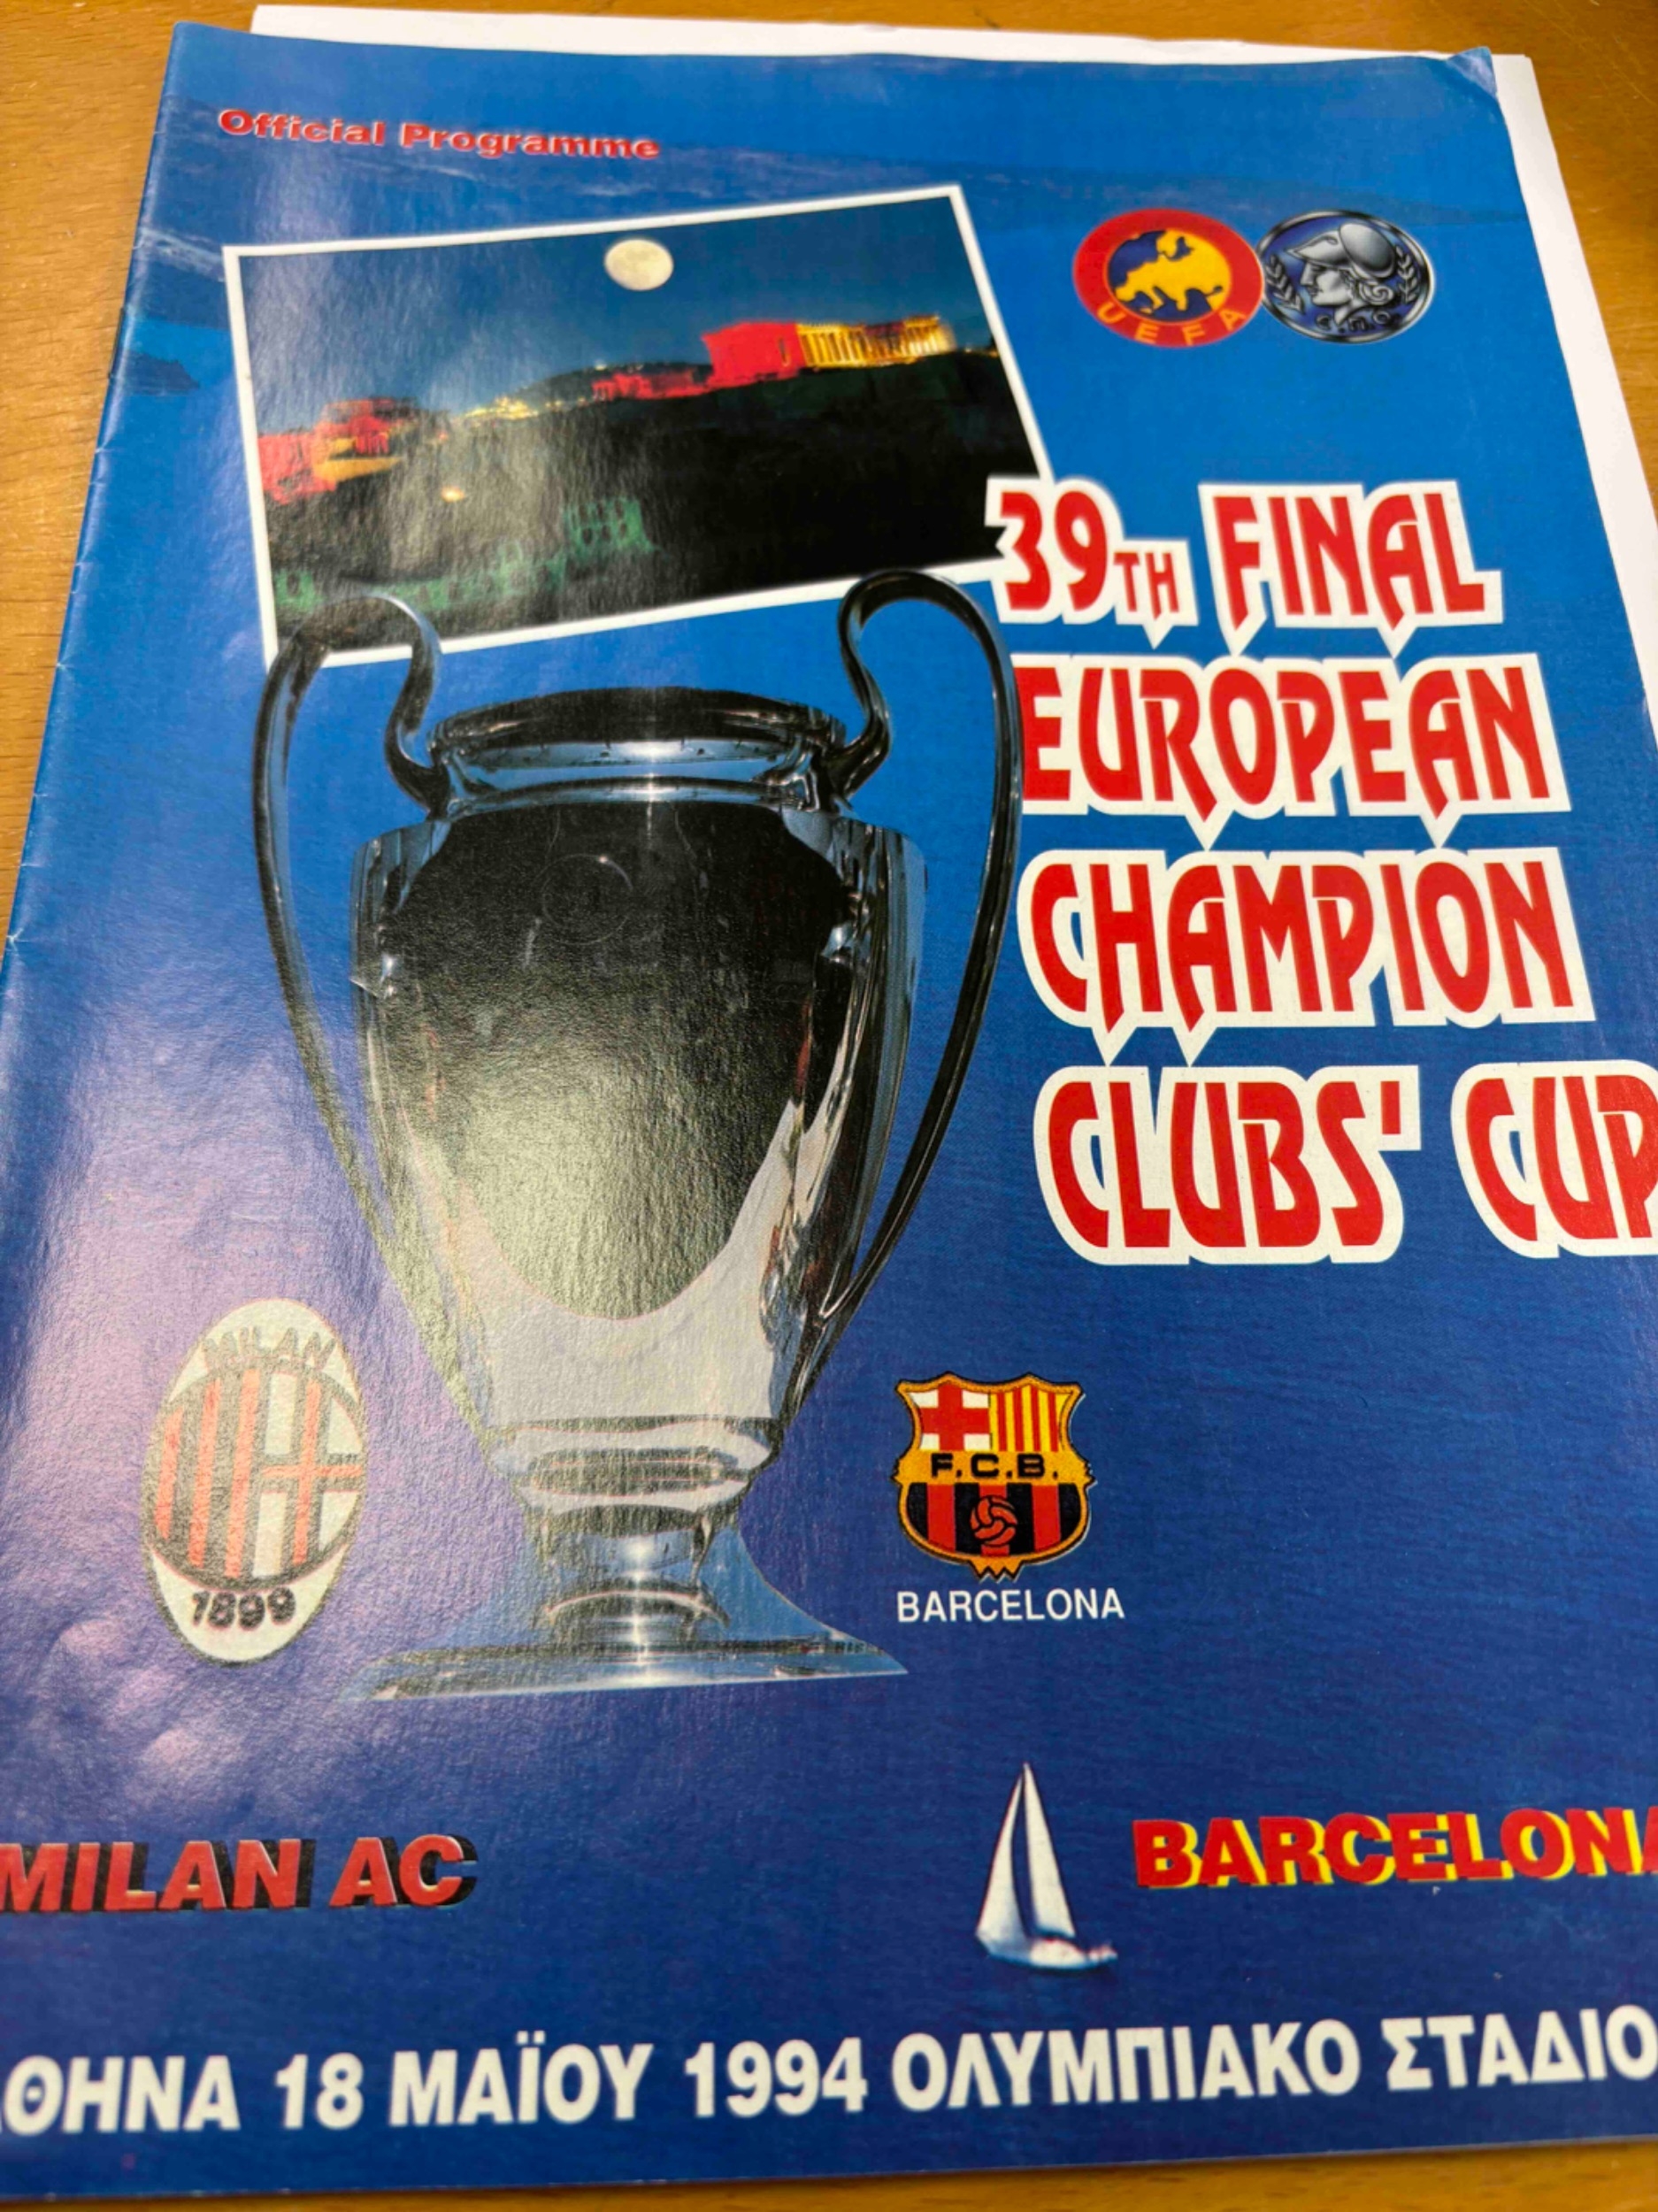 Official Programme
UEFA
Ε.Π.Ο.
39TH FINAL
EUROPEAN
CHAMPION
CLUBS' CUP
MILAN
1899
F.C.B.
BARCELONA
MILAN AC
BARCELONA
ΑΘΗΝΑ 18 ΜΑΪΟΥ 1994 ΟΛΥΜΠΙΑΚΟ ΣΤΑΔΙΟ